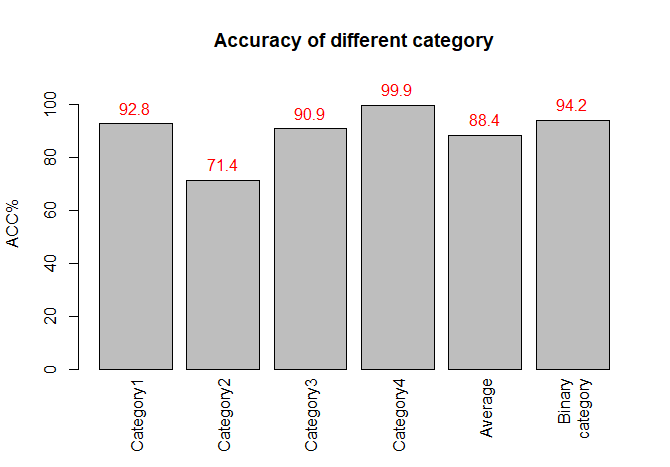 Accuracy of different category
ACC%
100
80
60
40
20
0
92.8
71.4
90.9
99.9
88.4
94.2
Category1
Category2
Category3
Category4
Average
Binary
category